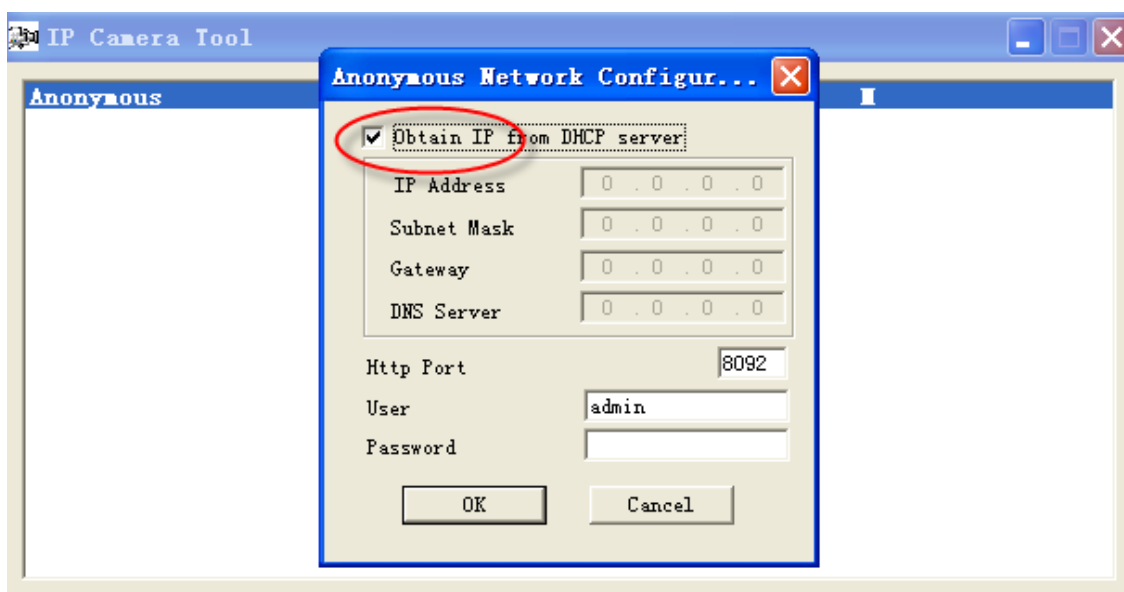 IP Camera Tool
Anonymous
Anonymous Network Configur...
Obtain IP from DHCP server
IP Address 0 . 0 . 0 . 0
Subnet Mask 0 . 0 . 0 . 0
Gateway 0 . 0 . 0 . 0
DNS Server 0 . 0 . 0 . 0
Http Port 8092
User admin
Password
OK Cancel